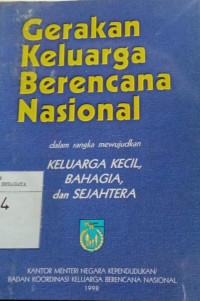 Gerakan
Keluarga
Berencana
Nasional
dalam rangka mewujudkan
KELUARGA KECIL,
BAHAGIA,
dan SEJAHTERA
4
KANTOR MENTERI NEGARA KEPENDUDUKAN/
BADAN KOORDINASI KELUARGA BERENCANA NASIONAL
1998